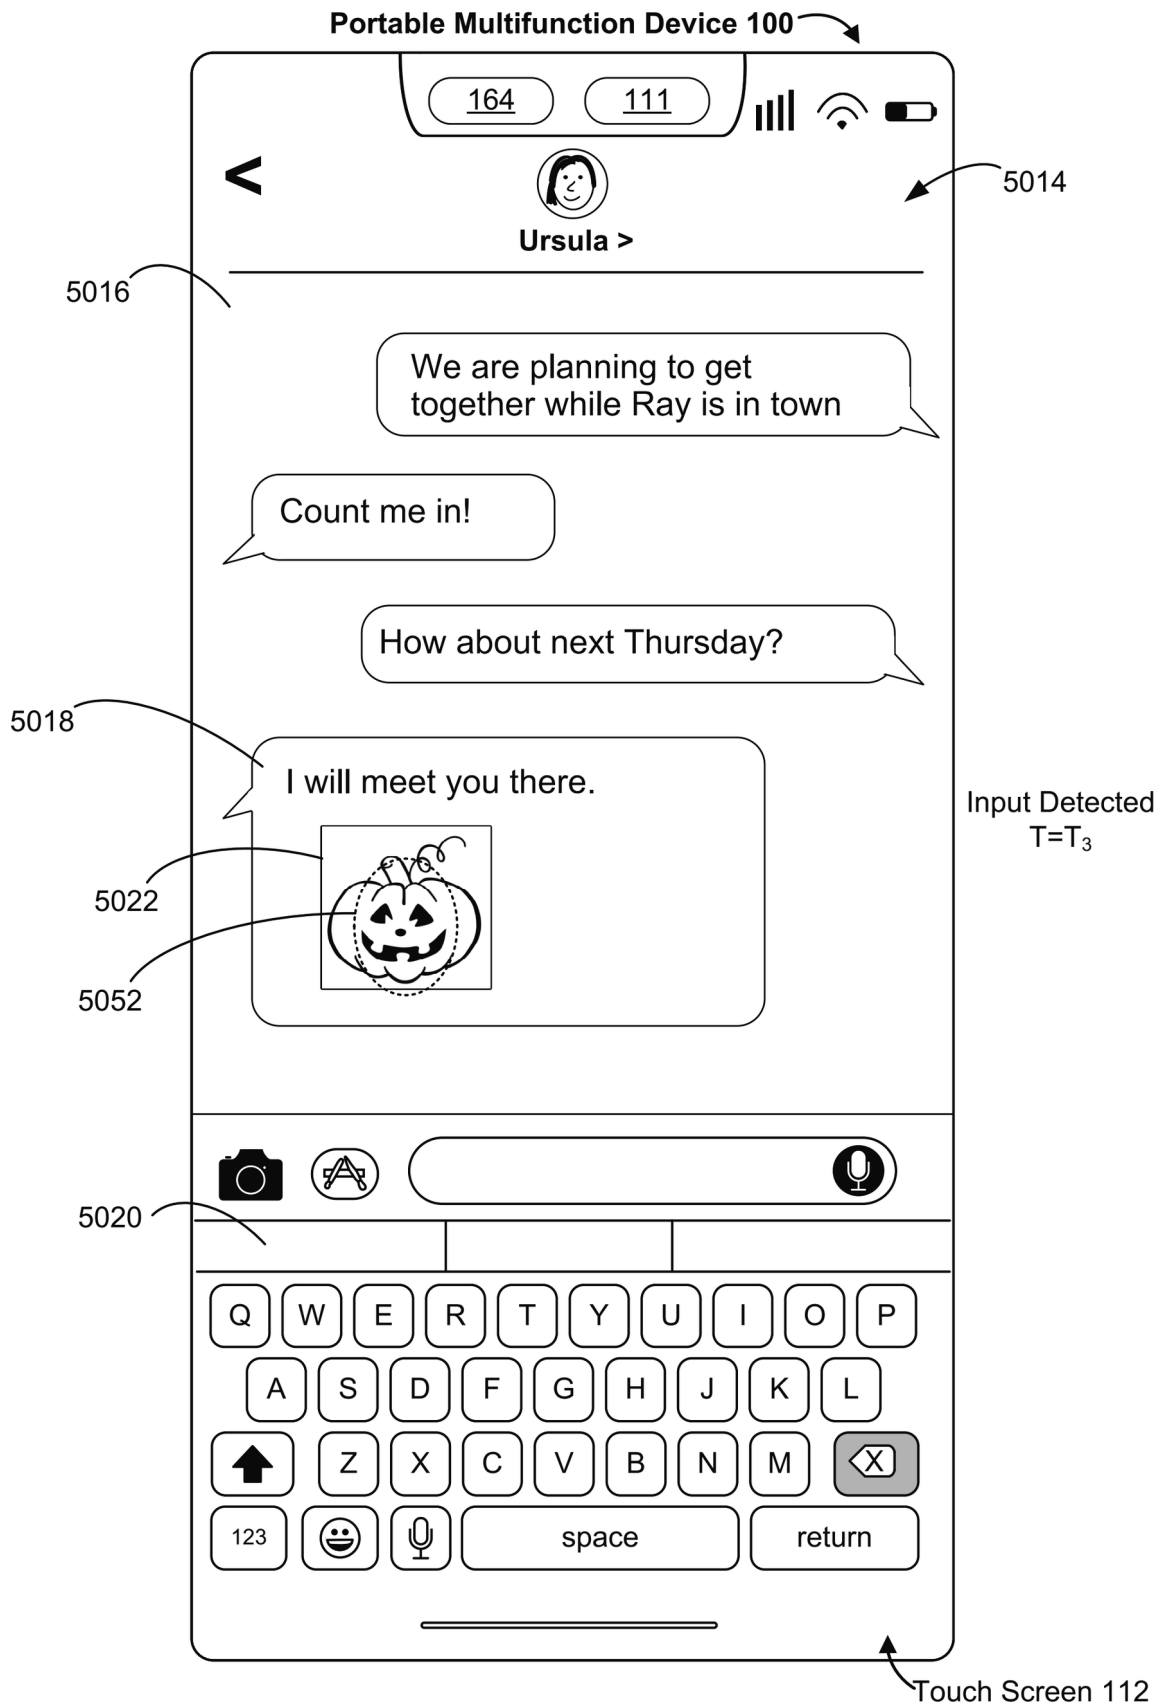 Portable Multifunction Device 100
164
111
5014
Ursula >
5016
We are planning to get
together while Ray is in town
Count me in!
How about next Thursday?
5018
I will meet you there.
Input Detected
T=T₃
5022
5052
5020
Q W E R T Y U I O P
A S D F G H J K L
Z X C V B N M X
123 space return
Touch Screen 112